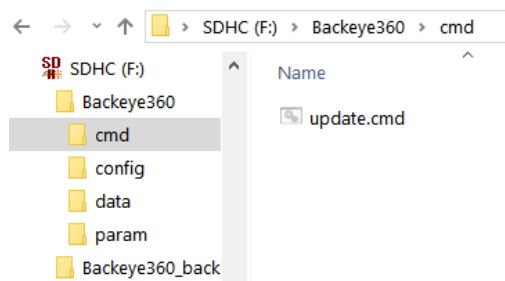 SDHC (F:) > Backeye360 > cmd
SDHC (F:)
Backeye360
cmd
config
data
param
Backeye360_back
Name
update.cmd